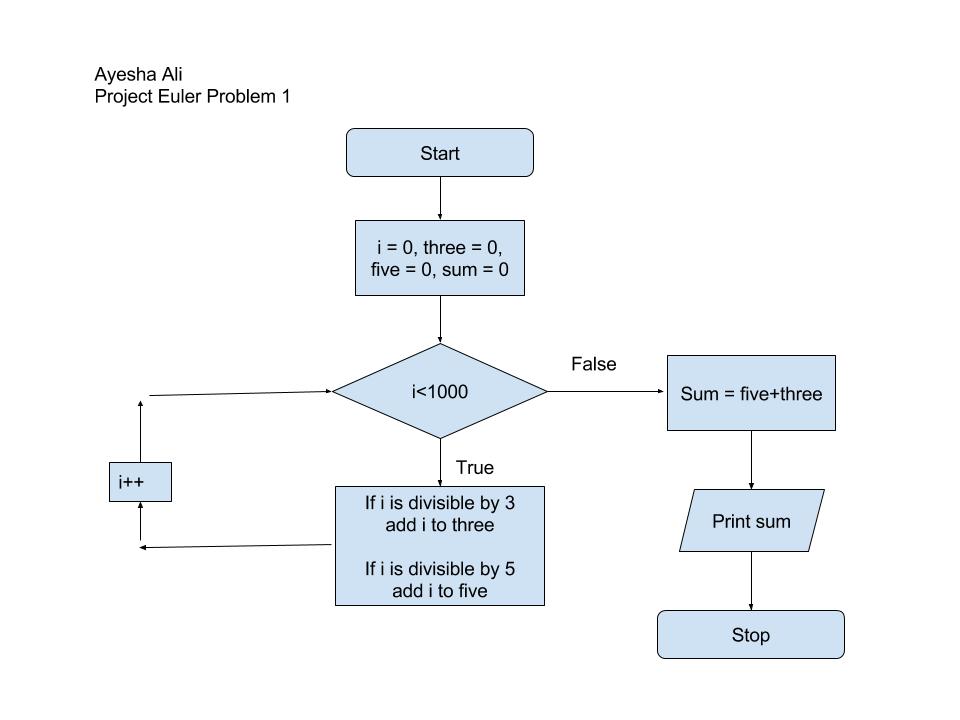 Ayesha Ali
Project Euler Problem 1
Start
i = 0, three = 0,
five = 0, sum = 0
i<1000
False
Sum = five+three
True
i++
If i is divisible by 3
add i to three
If i is divisible by 5
add i to five
Print sum
Stop